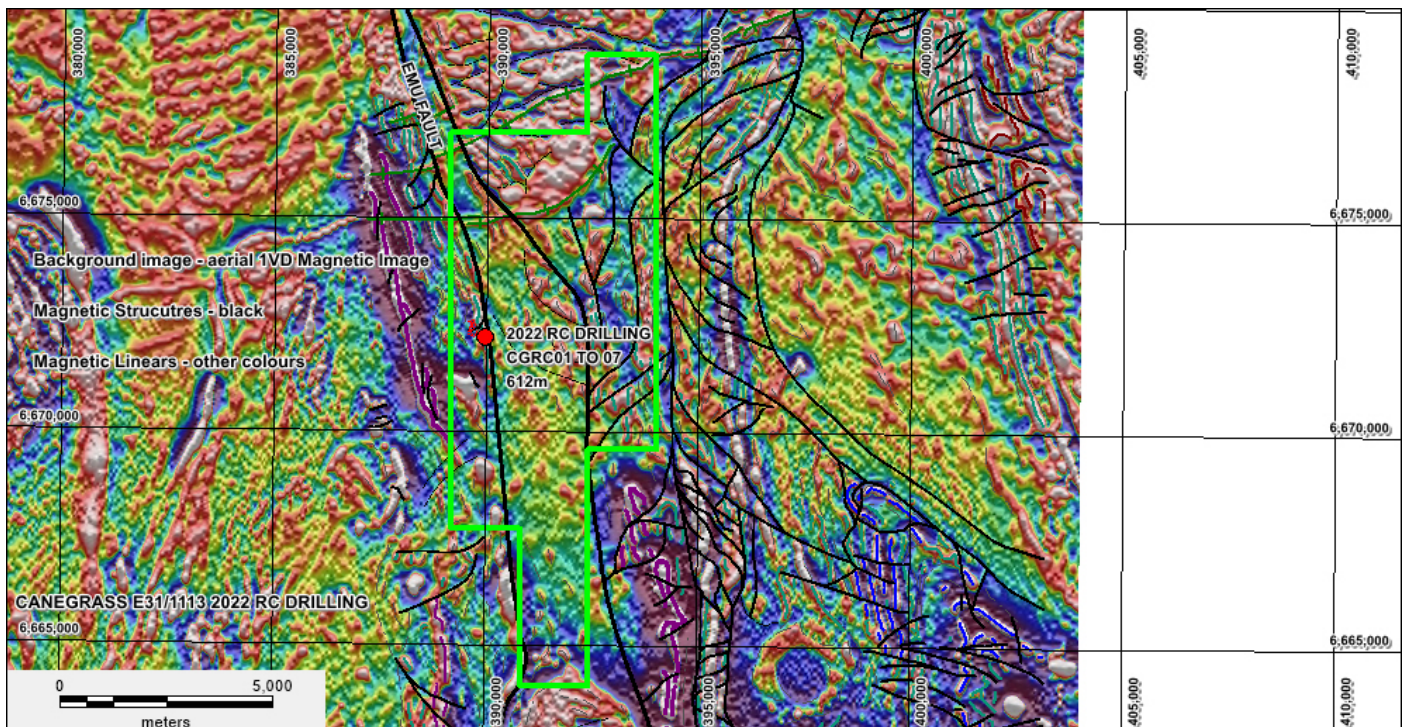 380,000
385,000
390,000
395,000
400,000
405,000
410,000
EMU FAULT
6,675,000
6,675,000
Background image - aerial 1VD Magnetic Image
Magnetic Strucutres - black
Magnetic Linears - other colours
2022 RC DRILLING
CGRC01 TO 07
612m
6,670,000
6,670,000
CANEGRASS E31/1113 2022 RC DRILLING
6,665,000
6,665,000
0 5,000
meters
390,000
395,000
400,000
405,000
410,000